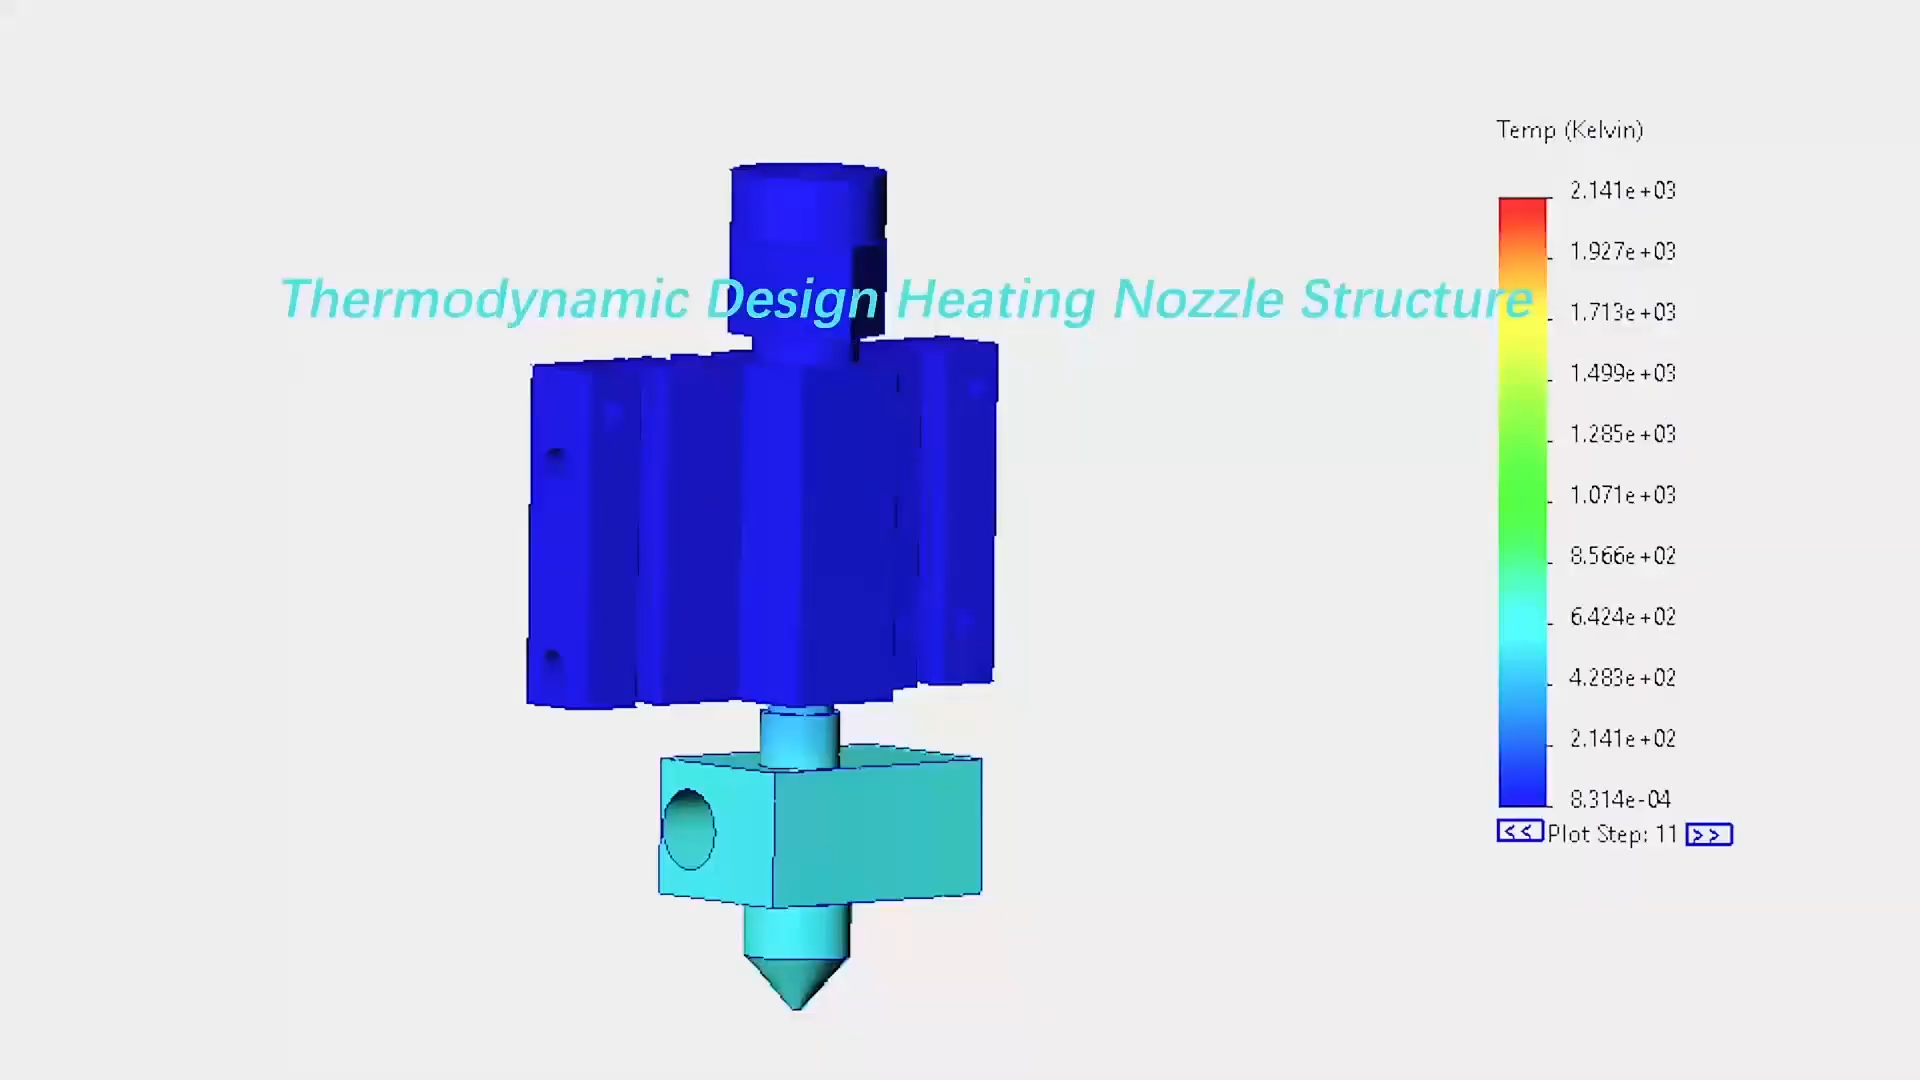 Temp (Kelvin)
2.141e+03
1.927e+03
Thermodynamic Design Heating Nozzle Structure
1.713e+03
1.499e+03
1.285e+03
1.071e+03
8.566e+02
6.424e+02
4.283e+02
2.141e+02
8.314e-04
<< Plot Step: 11 >>